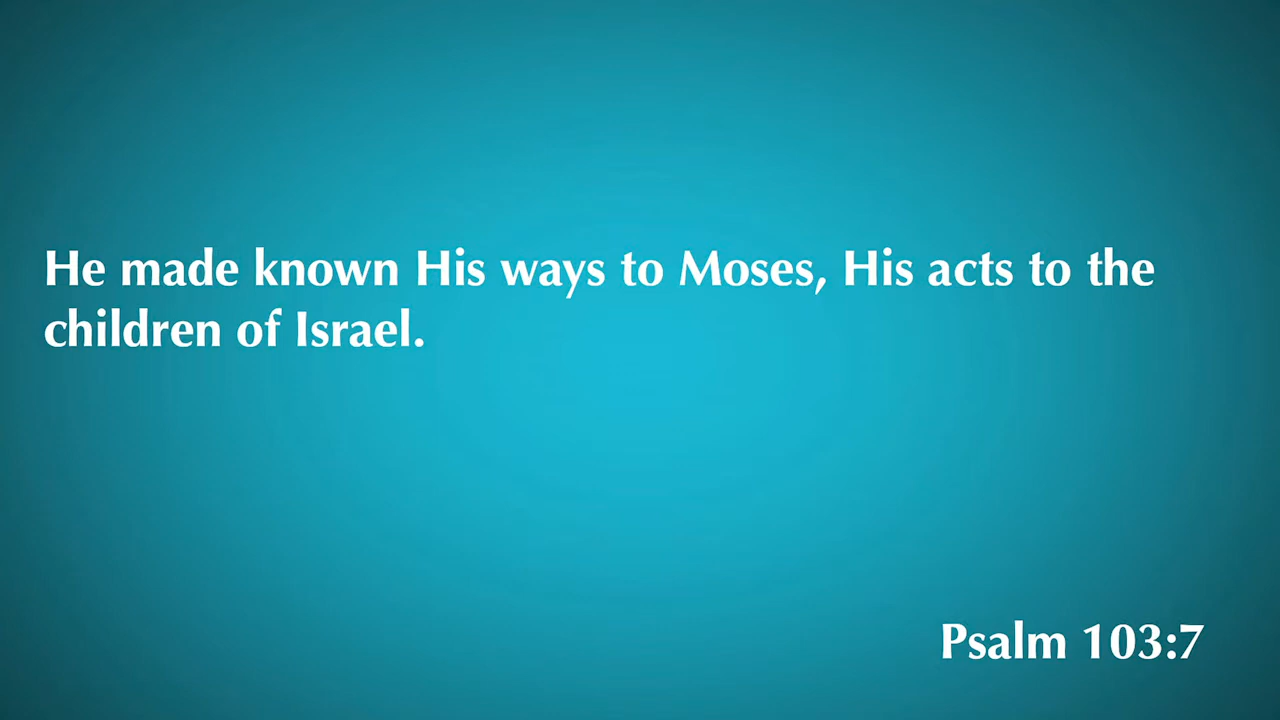 He made known His ways to Moses, His acts to the
children of Israel.
Psalm 103:7